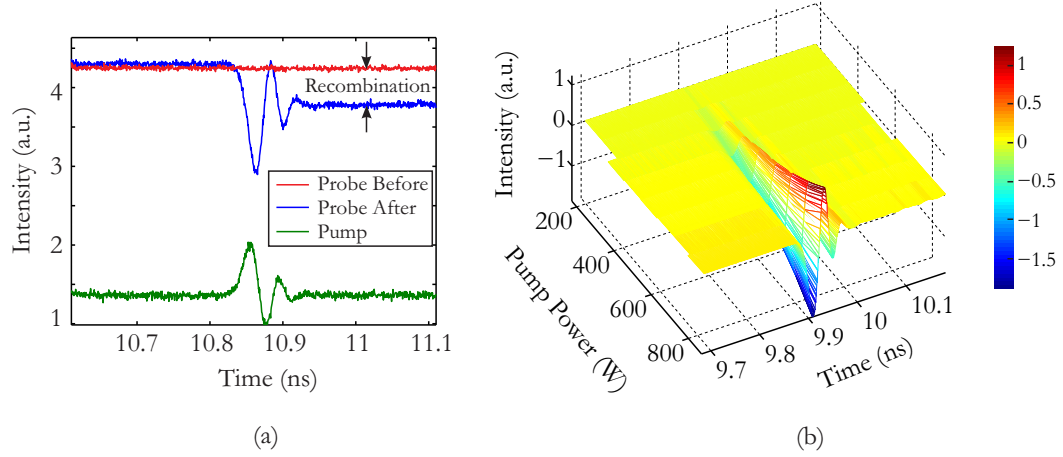 4
3
2
1
Intensity (a.u.)
Recombination
Probe Before
Probe After
Pump
10.7
10.8
10.9
11
11.1
Time (ns)
(a)
1
0
−1
Intensity (a.u.)
200
400
600
800
Pump Power (W)
9.7
9.8
9.9
10
10.1
Time (ns)
1
0.5
0
−0.5
−1
−1.5
(b)